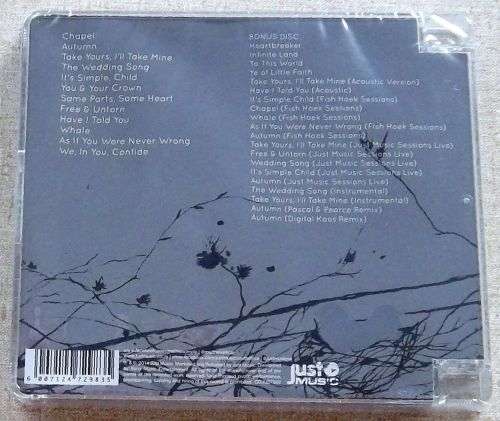 Chapel
Autumn
Take Yours, I'll Take Mine
The Wedding Song
It's Simple, Child
You & Your Crown
Same Parts, Same Heart
Free & Untorn
Have I Told You
Whale
As If You Were Never Wrong
We, In You, Confide
BONUS DISC
Heartbreaker
Infinite Land
To This World
Ye of Little Faith
Take Yours, I'll Take Mine (Acoustic Version)
Have I Told You (Acoustic)
It's Simple Child (Fish Hoek Sessions)
Chapel (Fish Hoek Sessions)
Whale (Fish Hoek Sessions)
As If You Were Never Wrong (Fish Hoek Sessions)
Autumn (Fish Hoek Sessions)
Take Yours, I'll Take Mine (Just Music Sessions Live)
Free & Untorn (Just Music Sessions Live)
Wedding Song (Just Music Sessions Live)
It's Simple Child (Just Music Sessions Live)
Autumn (Just Music Sessions Live)
The Wedding Song (Instrumental)
Take Yours, I'll Take Mine (Instrumental)
Autumn (Pascal & Pearce Remix)
Autumn (Digital Kaos Remix)
6 007124 729835
just
MUSIC